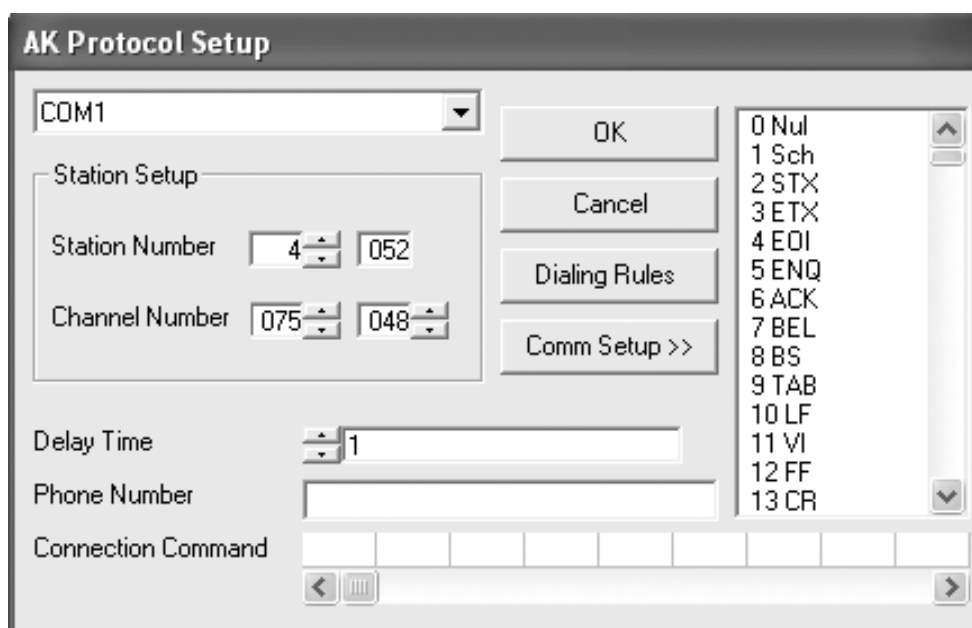 AK Protocol Setup
COM1
Station Setup
Station Number 4 052
Channel Number 075 048
OK
Cancel
Dialing Rules
Comm Setup >>
0 Nul
1 Sch
2 STX
3 ETX
4 EOI
5 ENQ
6 ACK
7 BEL
8 BS
9 TAB
10 LF
11 VI
12 FF
13 CR
Delay Time 1
Phone Number
Connection Command